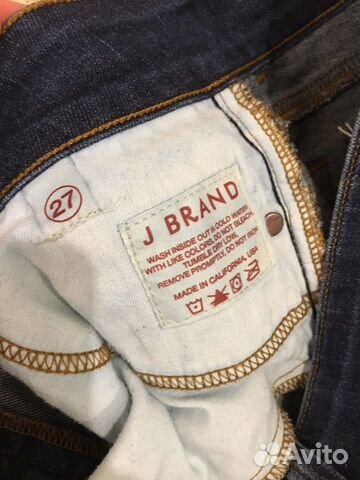 27
J BRAND
WASH INSIDE OUT IN COLD WATER
WITH LIKE COLORS, DO NOT BLEACH,
TUMBLE DRY LOW,
REMOVE PROMPTLY, DO NOT IRON
MADE IN CALIFORNIA, USA
Avito